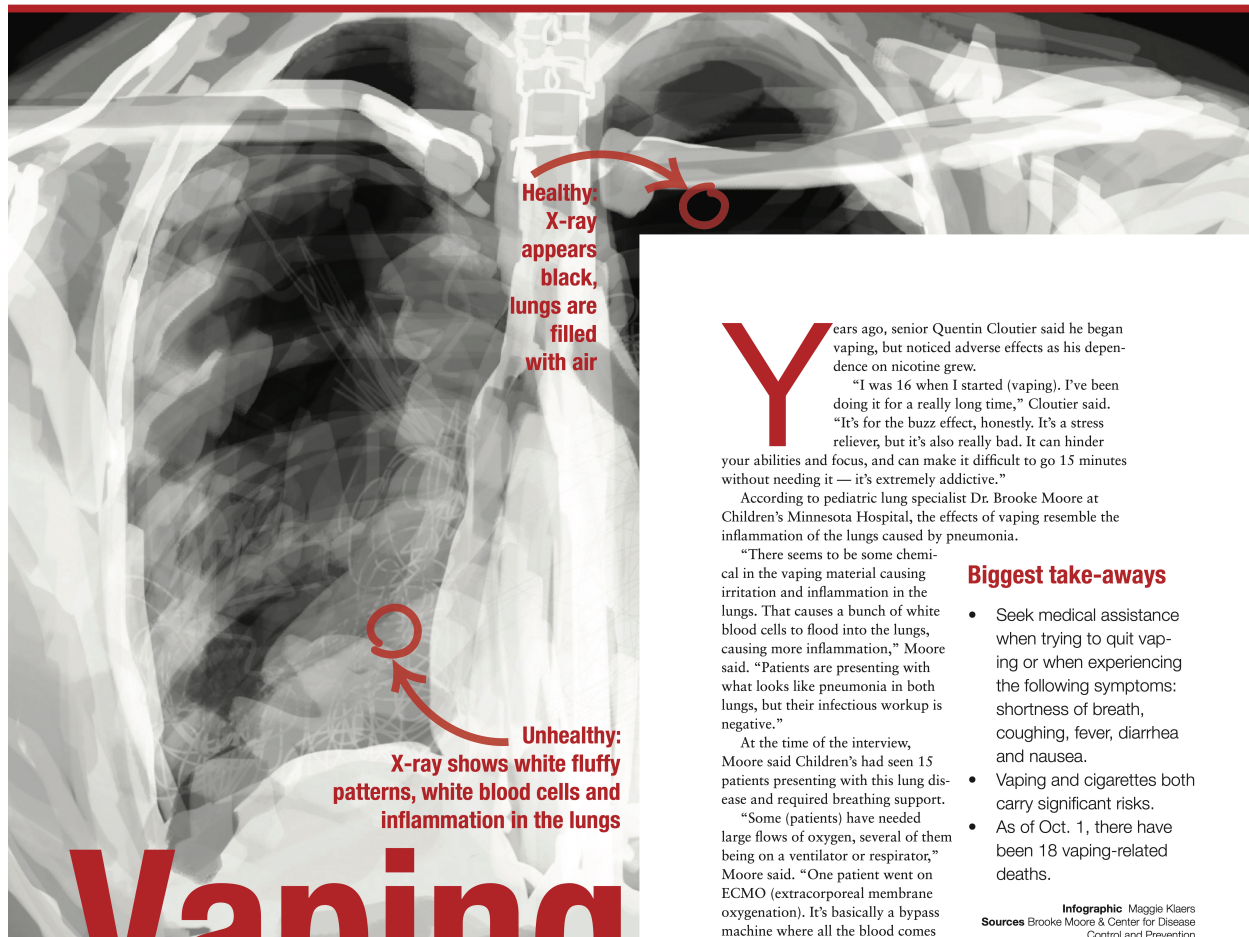 Healthy:
X-ray
appears
black,
lungs are
filled
with air
Unhealthy:
X-ray shows white fluffy
patterns, white blood cells and
inflammation in the lungs
Vaping
Years ago, senior Quentin Cloutier said he began
vaping, but noticed adverse effects as his depen-
dence on nicotine grew.
“I was 16 when I started (vaping). I’ve been
doing it for a really long time,” Cloutier said.
“It’s for the buzz effect, honestly. It’s a stress
reliever, but it’s also really bad. It can hinder
your abilities and focus, and can make it difficult to go 15 minutes
without needing it — it’s extremely addictive.”
According to pediatric lung specialist Dr. Brooke Moore at
Children’s Minnesota Hospital, the effects of vaping resemble the
inflammation of the lungs caused by pneumonia.
“There seems to be some chemi-
cal in the vaping material causing
irritation and inflammation in the
lungs. That causes a bunch of white
blood cells to flood into the lungs,
causing more inflammation,” Moore
said. “Patients are presenting with
what looks like pneumonia in both
lungs, but their infectious workup is
negative.”
At the time of the interview,
Moore said Children’s had seen 15
patients presenting with this lung dis-
ease and required breathing support.
“Some (patients) have needed
large flows of oxygen, several of them
being on a ventilator or respirator,”
Moore said. “One patient went on
ECMO (extracorporeal membrane
oxygenation). It’s basically a bypass
machine where all the blood comes
Biggest take-aways
• Seek medical assistance
when trying to quit vap-
ing or when experiencing
the following symptoms:
shortness of breath,
coughing, fever, diarrhea
and nausea.
• Vaping and cigarettes both
carry significant risks.
• As of Oct. 1, there have
been 18 vaping-related
deaths.
Infographic Maggie Klaers
Sources Brooke Moore & Center for Disease
Control and Prevention